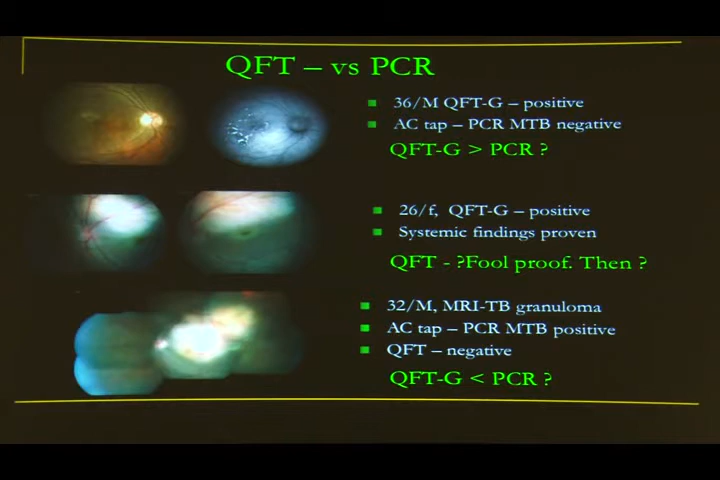 QFT – vs PCR
36/M QFT-G – positive
AC tap – PCR MTB negative
QFT-G > PCR ?
26/f, QFT-G – positive
Systemic findings proven
QFT - ?Fool proof. Then ?
32/M, MRI-TB granuloma
AC tap – PCR MTB positive
QFT – negative
QFT-G < PCR ?